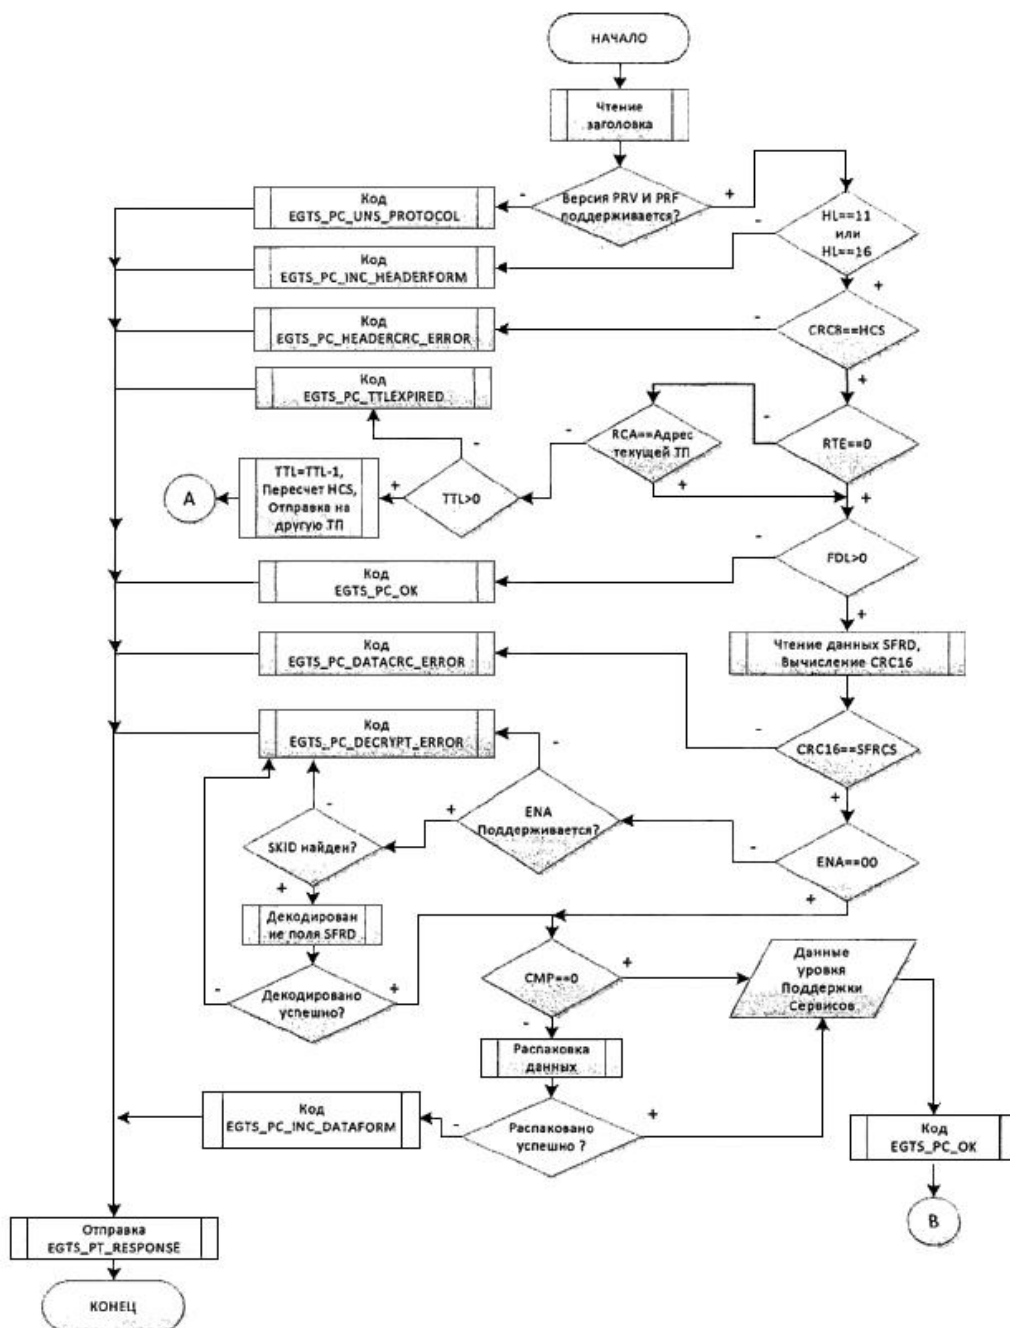 НАЧАЛО
Чтение
заголовка
Версия PRV И PRF
поддерживается?
-
+
Код
EGTS_PC_UNS_PROTOCOL
HL==11
или
HL==16
-
+
Код
EGTS_PC_INC_HEADERFORM
CRC8==HCS
-
+
Код
EGTS_PC_HEADERCRC_ERROR
Код
EGTS_PC_TTLEXPIRED
RTE==0
-
+
RCA==Адрес
текущей ТП
-
+
TTL>0
-
+
TTL=TTL-1,
Пересчет HCS,
Отправка на
другую ТП
А
FDL>0
-
+
Код
EGTS_PC_OK
Чтение данных SFRD,
Вычисление CRC16
Код
EGTS_PC_DATACRC_ERROR
CRC16==SFRCS
-
+
Код
EGTS_PC_DECRYPT_ERROR
ENA
Поддерживается?
-
+
ENA==00
-
+
SKID найден?
-
+
Декодирован
ие поля SFRD
Декодировано
успешно?
-
+
CMP==0
+
-
Данные
уровня
Поддержки
Сервисов
Распаковка
данных
Распаковано
успешно ?
-
+
Код
EGTS_PC_INC_DATAFORM
Код
EGTS_PC_OK
В
Отправка
EGTS_PT_RESPONSE
КОНЕЦ